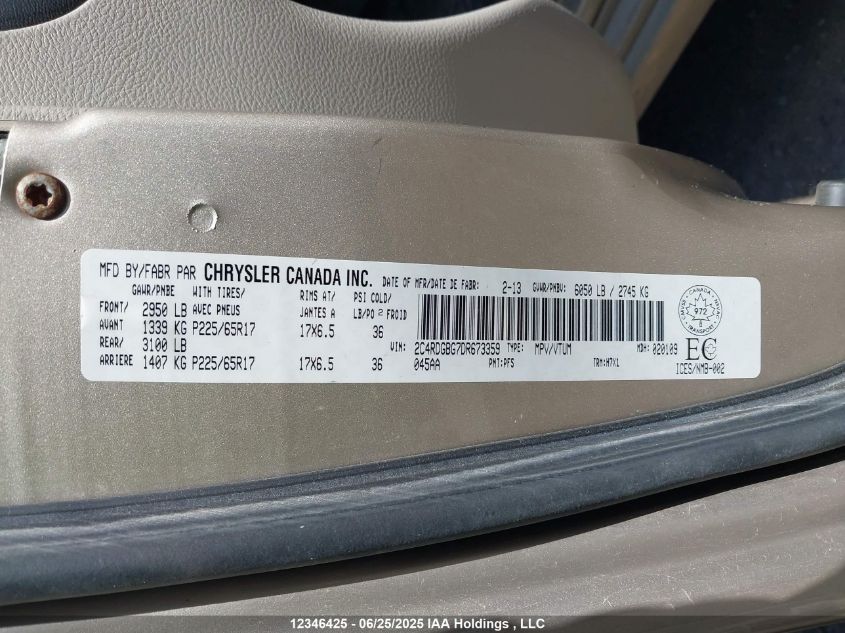 MFD BY/FABR PAR CHRYSLER CANADA INC. DATE OF MFR/DATE DE FABR: 2-13 GVWR/PNBV: 6050 LB / 2745 KG
GAWR/PNBE WITH TIRES/ RIMS AT/ PSI COLD/
FRONT/ 2950 LB AVEC PNEUS JANTES A LB/PO² FROID
AVANT 1339 KG P225/65R17 17X6.5 36
REAR/ 3100 LB
ARRIERE 1407 KG P225/65R17 17X6.5 36
VIN: 2C4RDGBG7DR673359 TYPE: MPV/VTUM MDH: 020109
045AA PNT:PFS TRM:H7X1
CANADA
972
TRANSPORT
EC
ICES/NMB-002
12346425 - 06/25/2025 IAA Holdings , LLC